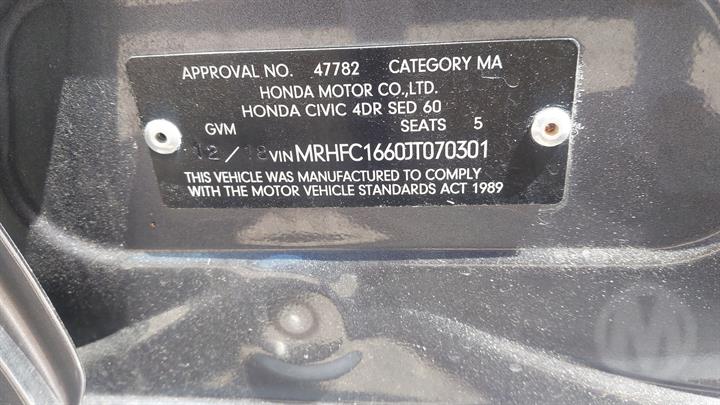 APPROVAL NO. 47782 CATEGORY MA
HONDA MOTOR CO.,LTD.
HONDA CIVIC 4DR SED 60
GVM SEATS 5
12/18 VIN MRHFC1660JT070301
THIS VEHICLE WAS MANUFACTURED TO COMPLY
WITH THE MOTOR VEHICLE STANDARDS ACT 1989
M